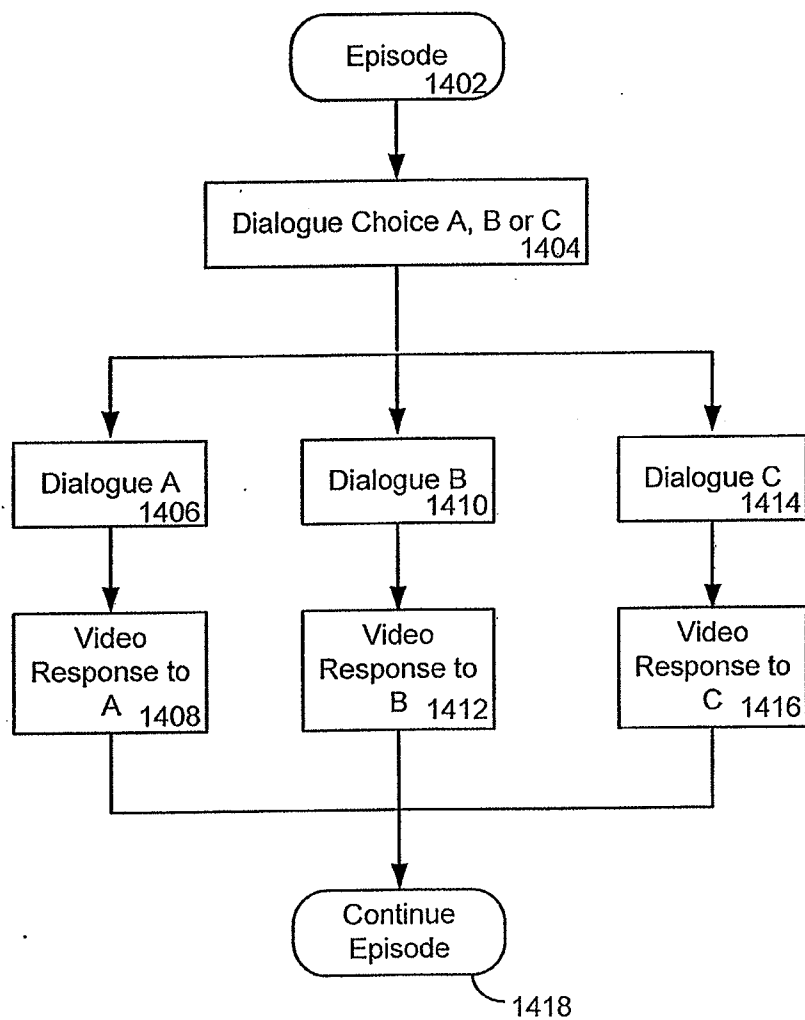 Episode
1402
Dialogue Choice A, B or C
1404
Dialogue A
1406
Dialogue B
1410
Dialogue C
1414
Video
Response to
A 1408
Video
Response to
B 1412
Video
Response to
C 1416
Continue
Episode
1418